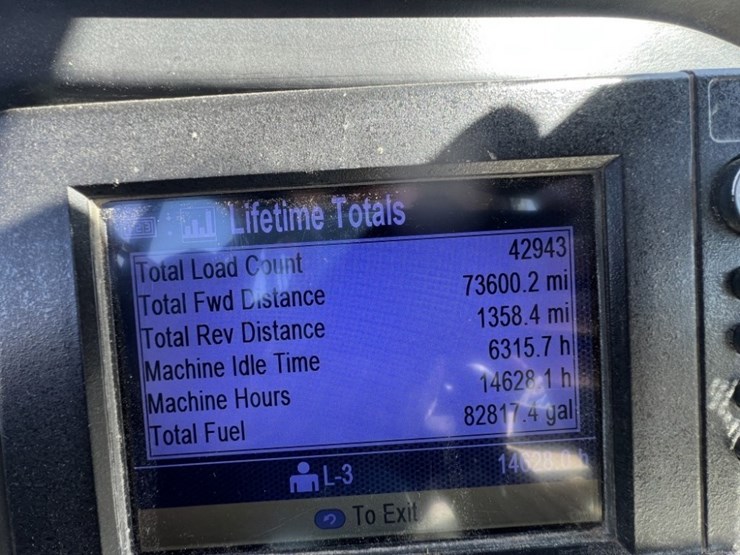 Lifetime Totals
Total Load Count 42943
Total Fwd Distance 73600.2 mi
Total Rev Distance 1358.4 mi
Machine Idle Time 6315.7 h
Machine Hours 14628.1 h
Total Fuel 82817.4 gal
L-3
To Exit